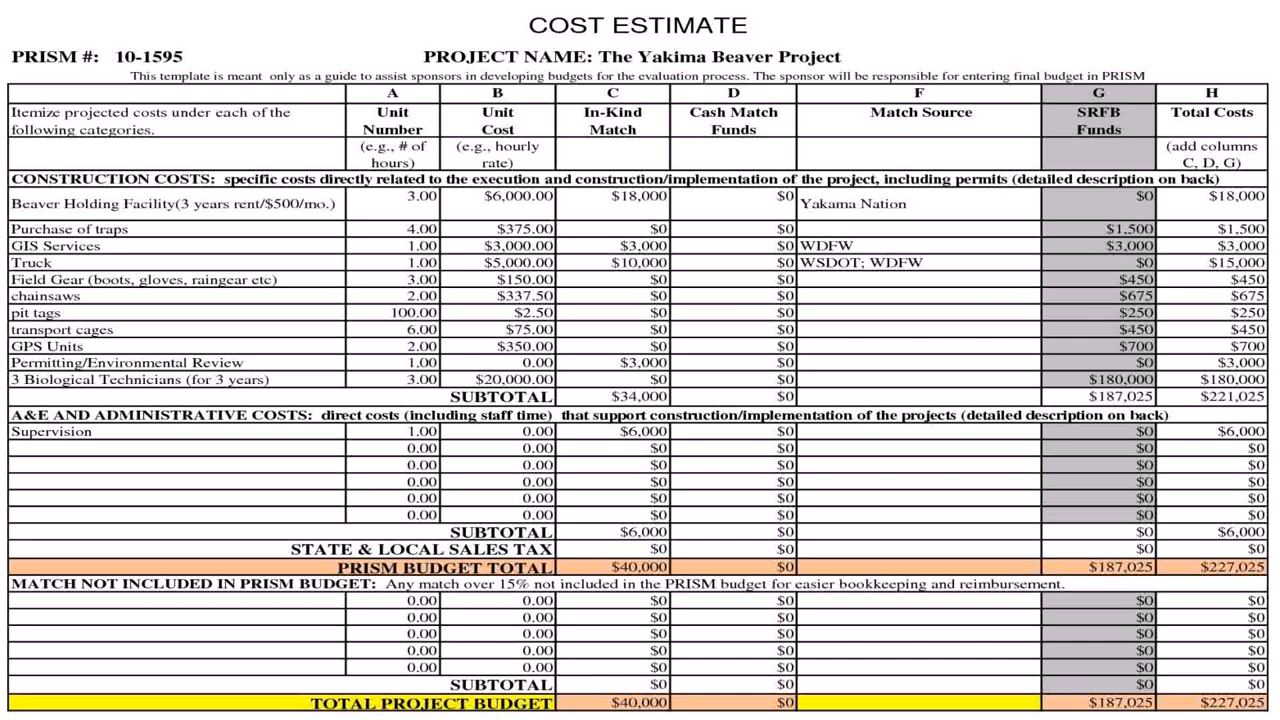 COST ESTIMATE
PRISM #: 10-1595 PROJECT NAME: The Yakima Beaver Project
This template is meant only as a guide to assist sponsors in developing budgets for the evaluation process. The sponsor will be responsible for entering final budget in PRISM
A B C D F G H
Itemize projected costs under each of the following categories. Unit Number Unit Cost In-Kind Match Cash Match Funds Match Source SRFB Funds Total Costs
(e.g., # of hours) (e.g., hourly rate) (add columns C, D, G)
CONSTRUCTION COSTS: specific costs directly related to the execution and construction/implementation of the project, including permits (detailed description on back)
Beaver Holding Facility(3 years rent/$500/mo.) 3.00 $6,000.00 $18,000 $0 Yakama Nation $0 $18,000
Purchase of traps 4.00 $375.00 $0 $0 $1,500 $1,500
GIS Services 1.00 $3,000.00 $3,000 $0 WDFW $3,000 $3,000
Truck 1.00 $5,000.00 $10,000 $0 WSDOT; WDFW $0 $15,000
Field Gear (boots, gloves, raingear etc) 3.00 $150.00 $0 $0 $450 $450
chainsaws 2.00 $337.50 $0 $0 $675 $675
pit tags 100.00 $2.50 $0 $0 $250 $250
transport cages 6.00 $75.00 $0 $0 $450 $450
GPS Units 2.00 $350.00 $0 $0 $700 $700
Permitting/Environmental Review 1.00 0.00 $3,000 $0 $0 $3,000
3 Biological Technicians (for 3 years) 3.00 $20,000.00 $0 $0 $180,000 $180,000
SUBTOTAL $34,000 $0 $187,025 $221,025
A&E AND ADMINISTRATIVE COSTS: direct costs (including staff time) that support construction/implementation of the projects (detailed description on back)
Supervision 1.00 0.00 $6,000 $0 $0 $6,000
0.00 0.00 $0 $0 $0 $0
0.00 0.00 $0 $0 $0 $0
0.00 0.00 $0 $0 $0 $0
0.00 0.00 $0 $0 $0 $0
0.00 0.00 $0 $0 $0 $0
SUBTOTAL $6,000 $0 $0 $6,000
STATE & LOCAL SALES TAX $0 $0 $0 $0
PRISM BUDGET TOTAL $40,000 $0 $187,025 $227,025
MATCH NOT INCLUDED IN PRISM BUDGET: Any match over 15% not included in the PRISM budget for easier bookkeeping and reimbursement.
0.00 0.00 $0 $0 $0 $0
0.00 0.00 $0 $0 $0 $0
0.00 0.00 $0 $0 $0 $0
0.00 0.00 $0 $0 $0 $0
0.00 0.00 $0 $0 $0 $0
SUBTOTAL $0 $0 $0 $0
TOTAL PROJECT BUDGET $40,000 $0 $187,025 $227,025